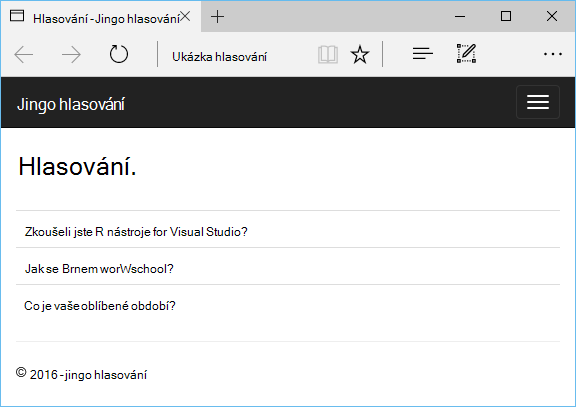 Hlasování - Jingo hlasování
Ukázka hlasování
Jingo hlasování
Hlasování.
Zkoušeli jste R nástroje for Visual Studio?
Jak se Brnem worWschool?
Co je vaše oblíbené období?
© 2016 - jingo hlasování